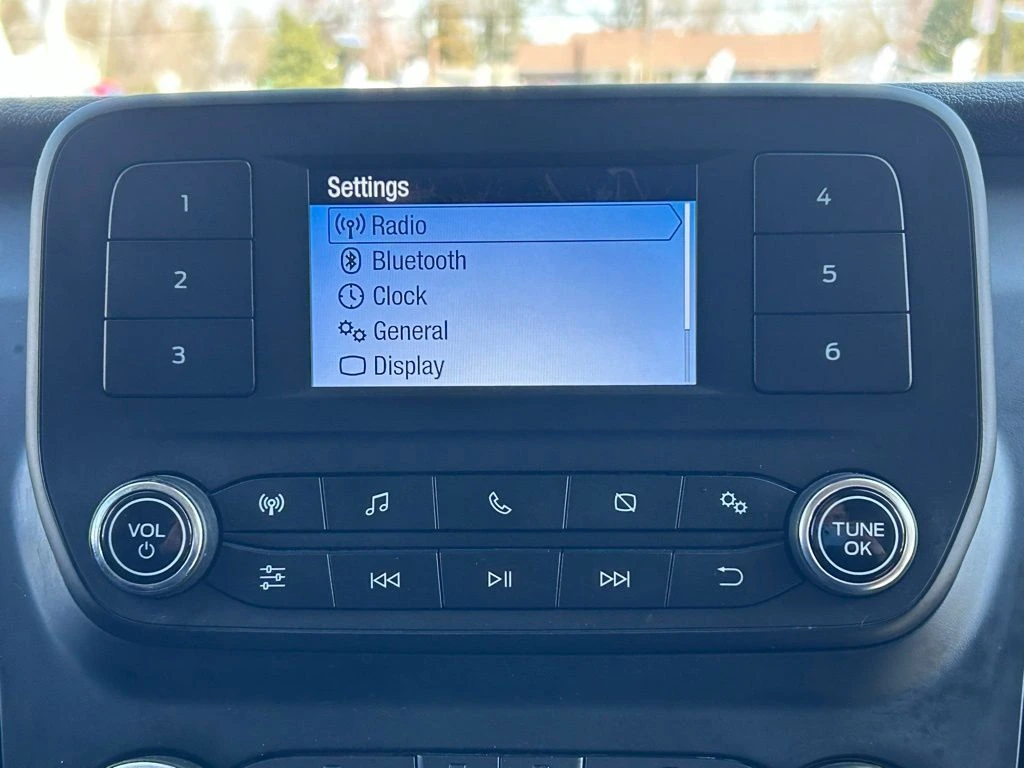 Settings
Radio
Bluetooth
Clock
General
Display
1
2
3
4
5
6
VOL
TUNE
OK